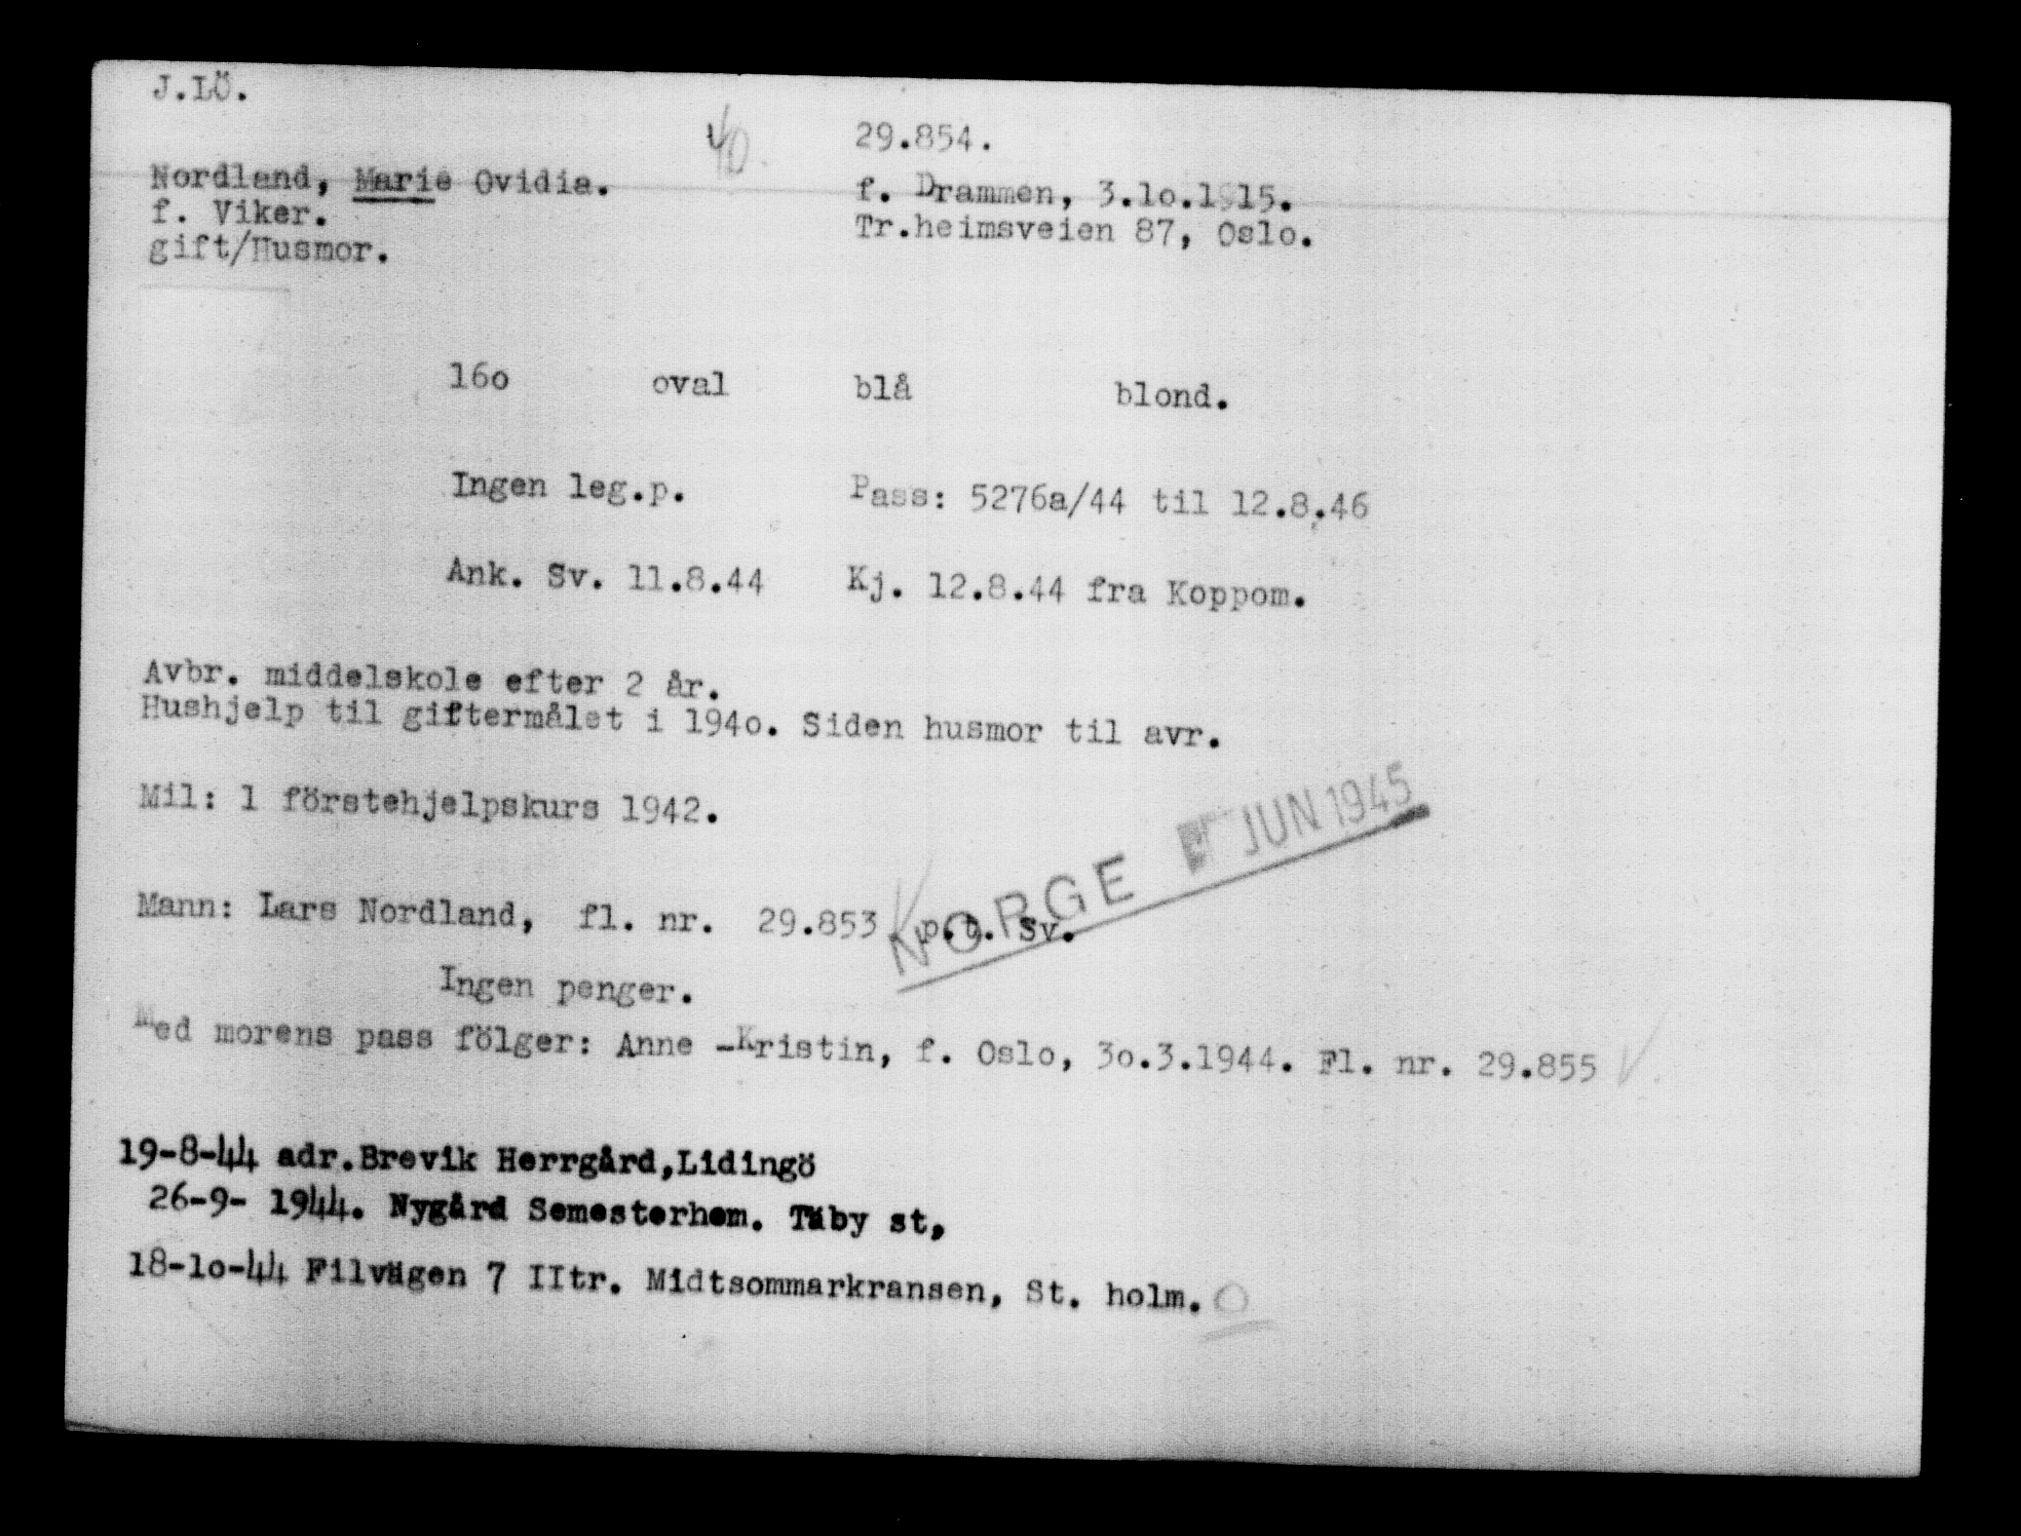 J.LÖ.
29.854.
Nordland, Marie Ovidia.
f. Drammen, 3.1o.1915.
f. Viker.
Tr.heimsveien 87, Oslo.
gift/Husmor.
16o oval blå blond.
Ingen leg.p. Pass: 5276a/44 til 12.8.46
Ank. Sv. 11.8.44 Kj. 12.8.44 fra Koppom.
Avbr. middelskole efter 2 år.
Hushjelp til giftermålet i 194o. Siden husmor til avr.
Mil: 1 förstehjelpskurs 1942.
NORGE JUN 1945
Mann: Lars Nordland, fl. nr. 29.853 p.t. Sv.
Ingen penger.
Med morens pass fölger: Anne -Kristin, f. Oslo, 3o.3.1944. Fl. nr. 29.855
19-8-44 adr.Brevik Herrgård,Lidingö
26-9- 1944. Nygård Semesterhem. Täby st,
18-1o-44 Filvägen 7 IItr. Midtsommarkransen, St. holm.